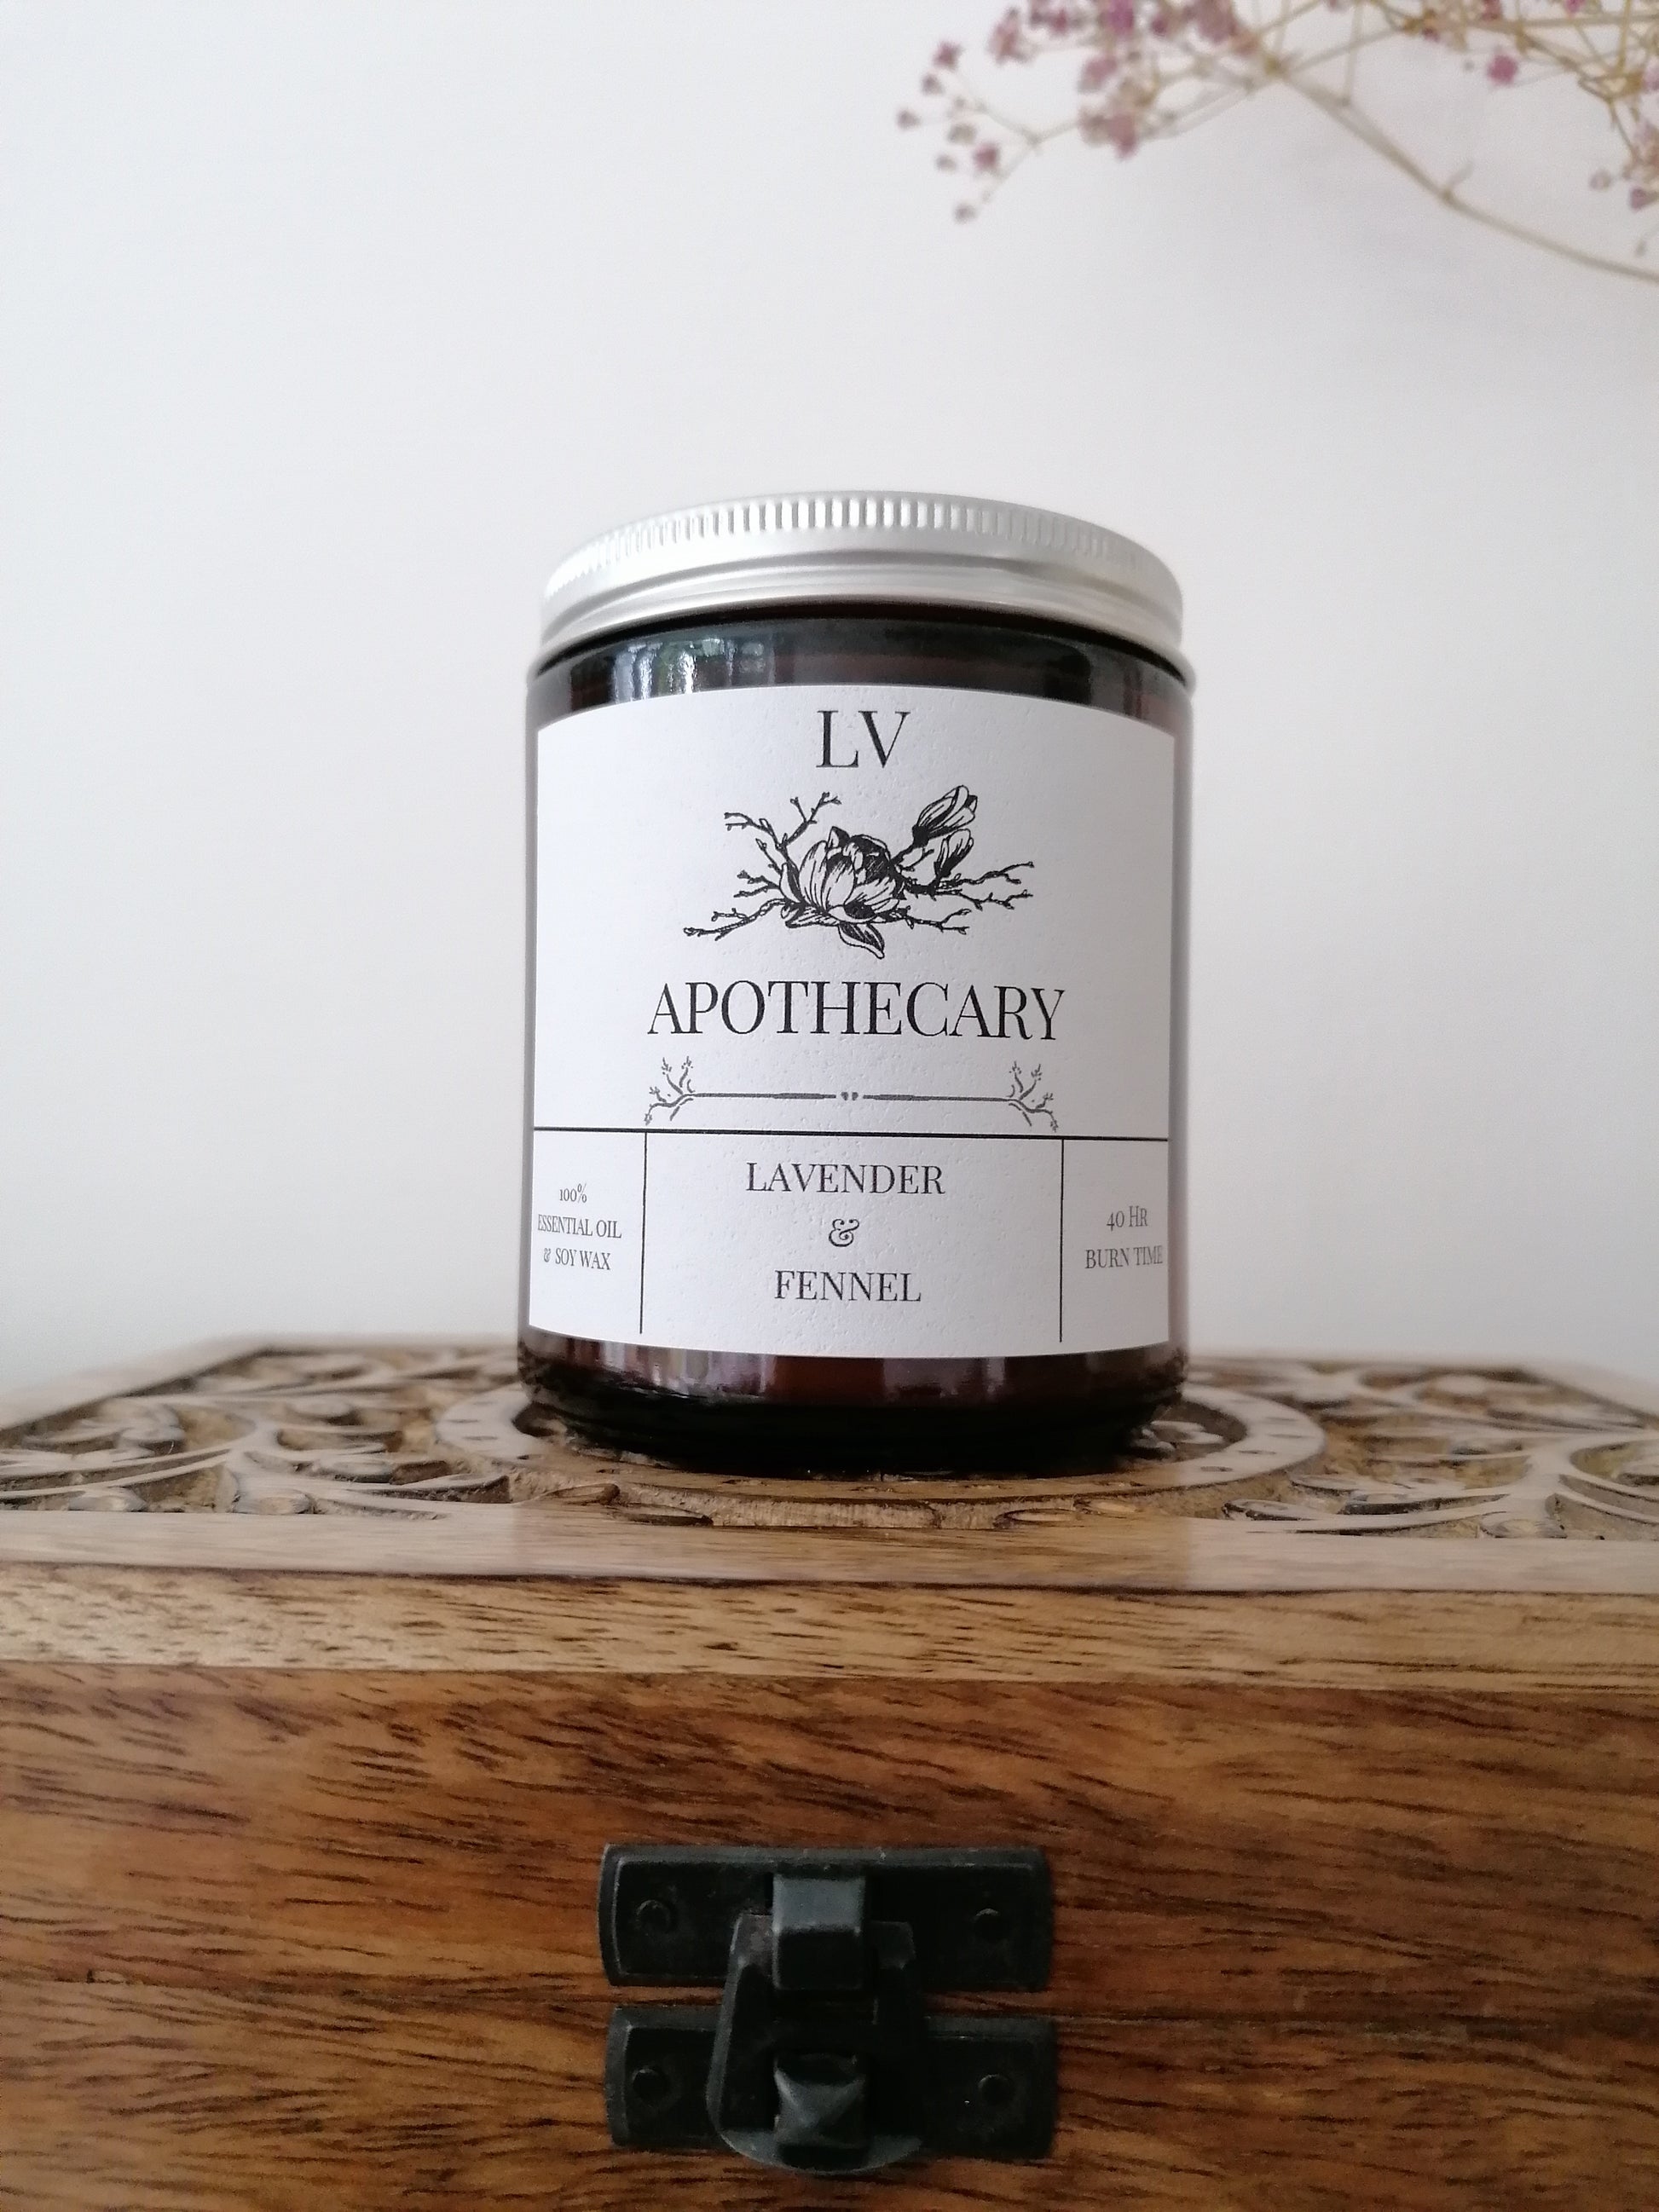 LV
APOTHECARY
100%
ESSENTIAL OIL
& SOY WAX
LAVENDER
&
FENNEL
40 HR
BURN TIME